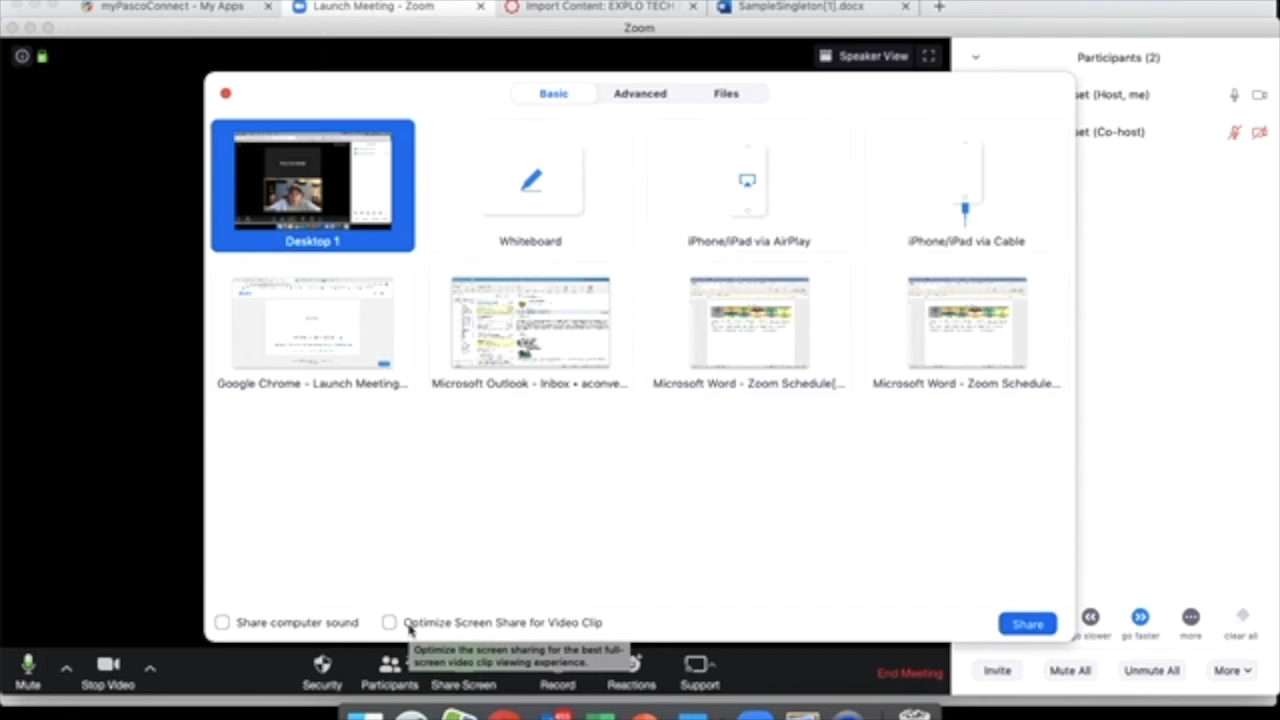 myPascoConnect - My Apps
Launch Meeting - Zoom
Import Content: EXPLO TECH
SampleSingleton[1].docx
Zoom
Speaker View
Participants (2)
Basic
Advanced
Files
set (Host, me)
set (Co-host)
Desktop 1
Whiteboard
iPhone/iPad via AirPlay
iPhone/iPad via Cable
Google Chrome - Launch Meeting...
Microsoft Outlook - Inbox • aconve...
Microsoft Word - Zoom Schedule[...
Microsoft Word - Zoom Schedule...
Share computer sound
Optimize Screen Share for Video Clip
Share
Optimize the screen sharing for the best full-
screen video clip viewing experience.
go slower
go faster
more
clear all
Mute
Stop Video
Security
Participants
Share Screen
Record
Reactions
Support
End Meeting
Invite
Mute All
Unmute All
More
455